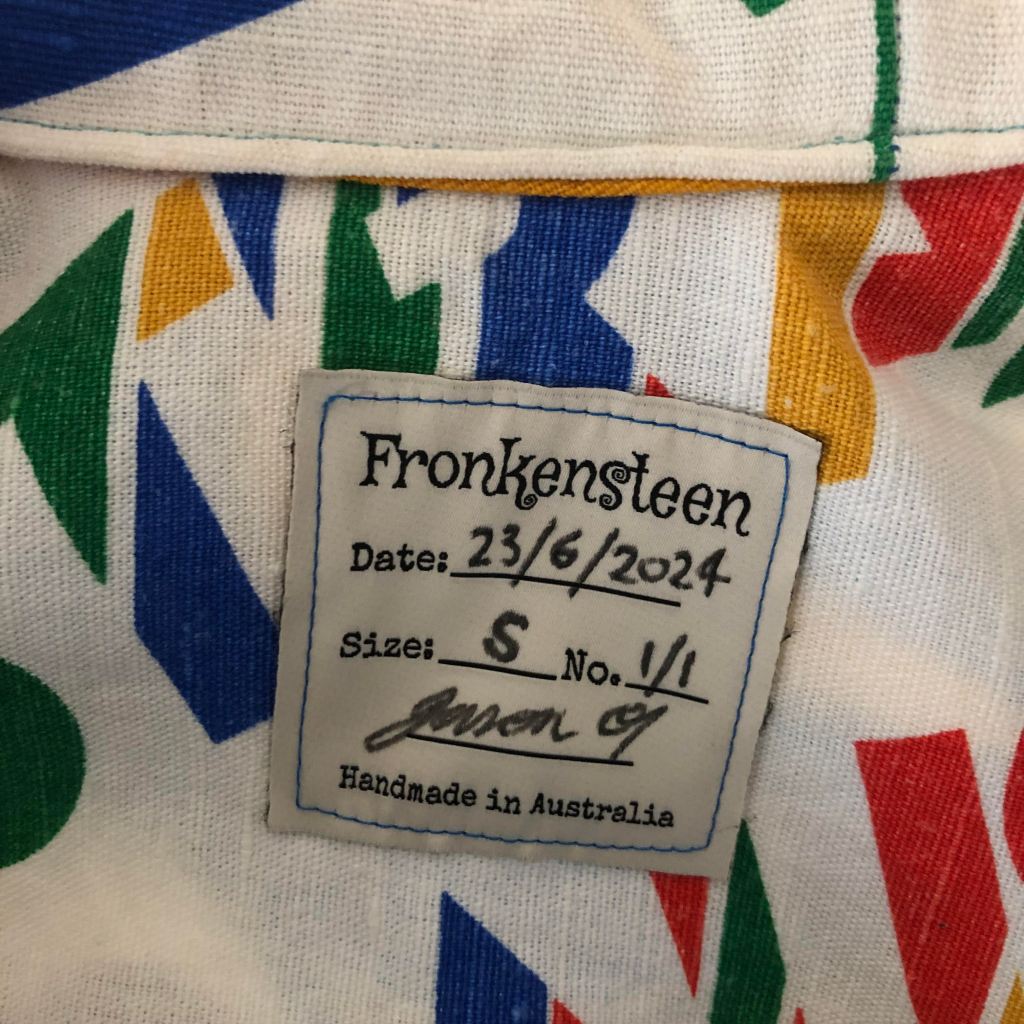 Fronkensteen
Date: 23/6/2024
Size: S No. 1/1
Handmade in Australia